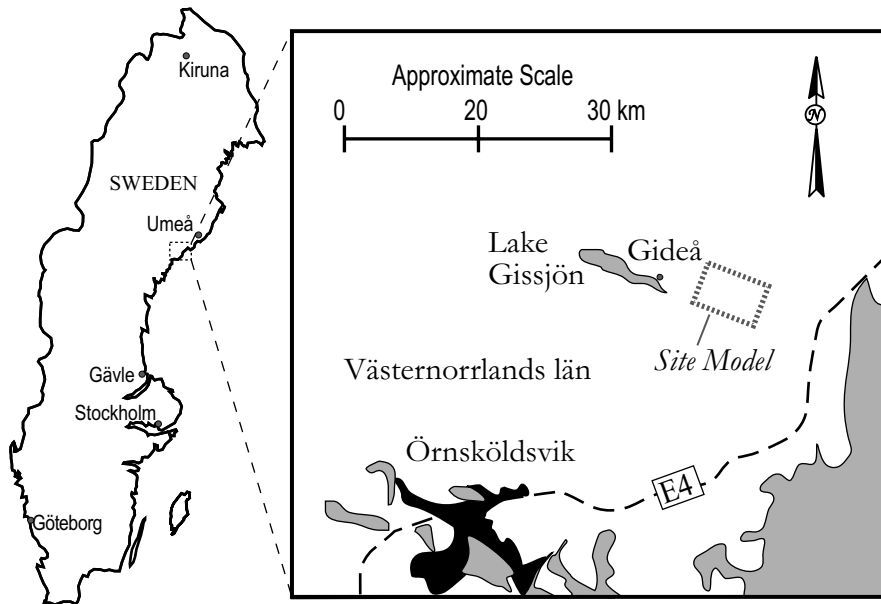 Kiruna
SWEDEN
Umeå
Gävle
Stockholm
Göteborg
Approximate Scale
0 20 30 km
N
Lake
Gissjön
Gideå
Site Model
Västernorrlands län
Örnsköldsvik
E4